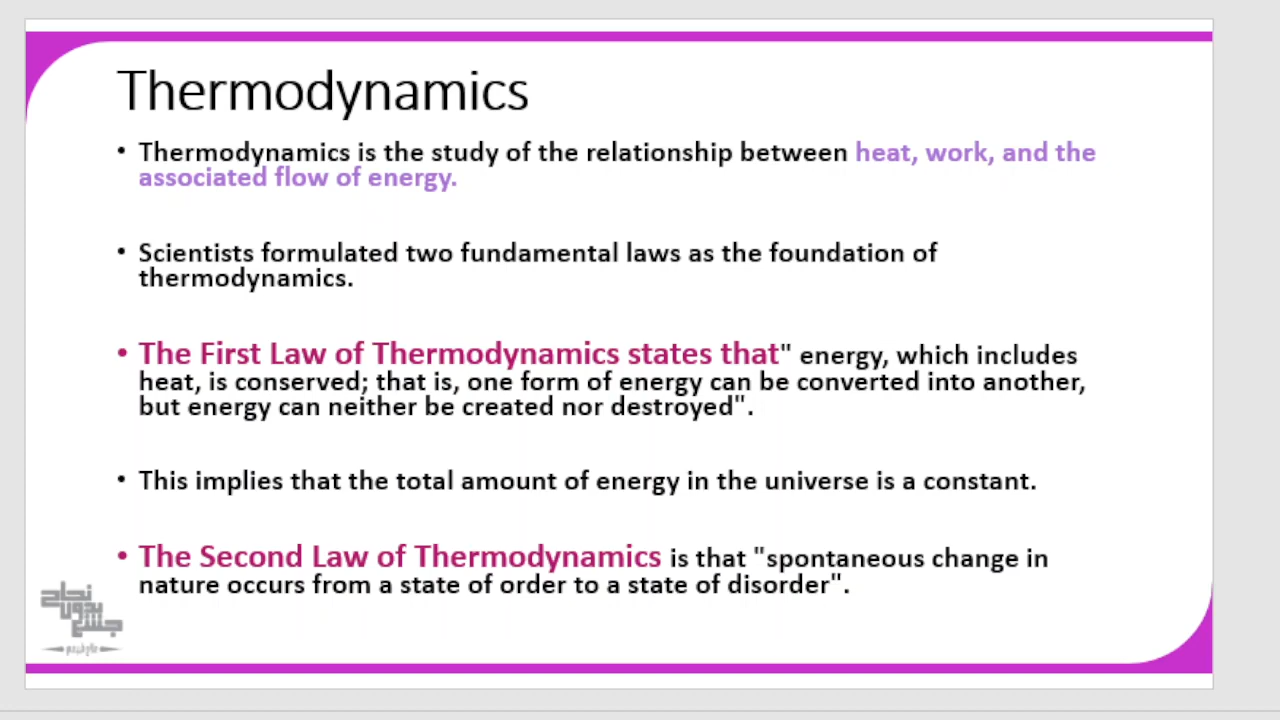 Thermodynamics
• Thermodynamics is the study of the relationship between heat, work, and the
associated flow of energy.
• Scientists formulated two fundamental laws as the foundation of
thermodynamics.
• The First Law of Thermodynamics states that" energy, which includes
heat, is conserved; that is, one form of energy can be converted into another,
but energy can neither be created nor destroyed".
• This implies that the total amount of energy in the universe is a constant.
• The Second Law of Thermodynamics is that "spontaneous change in
nature occurs from a state of order to a state of disorder".
نجاح
بدون
جشع